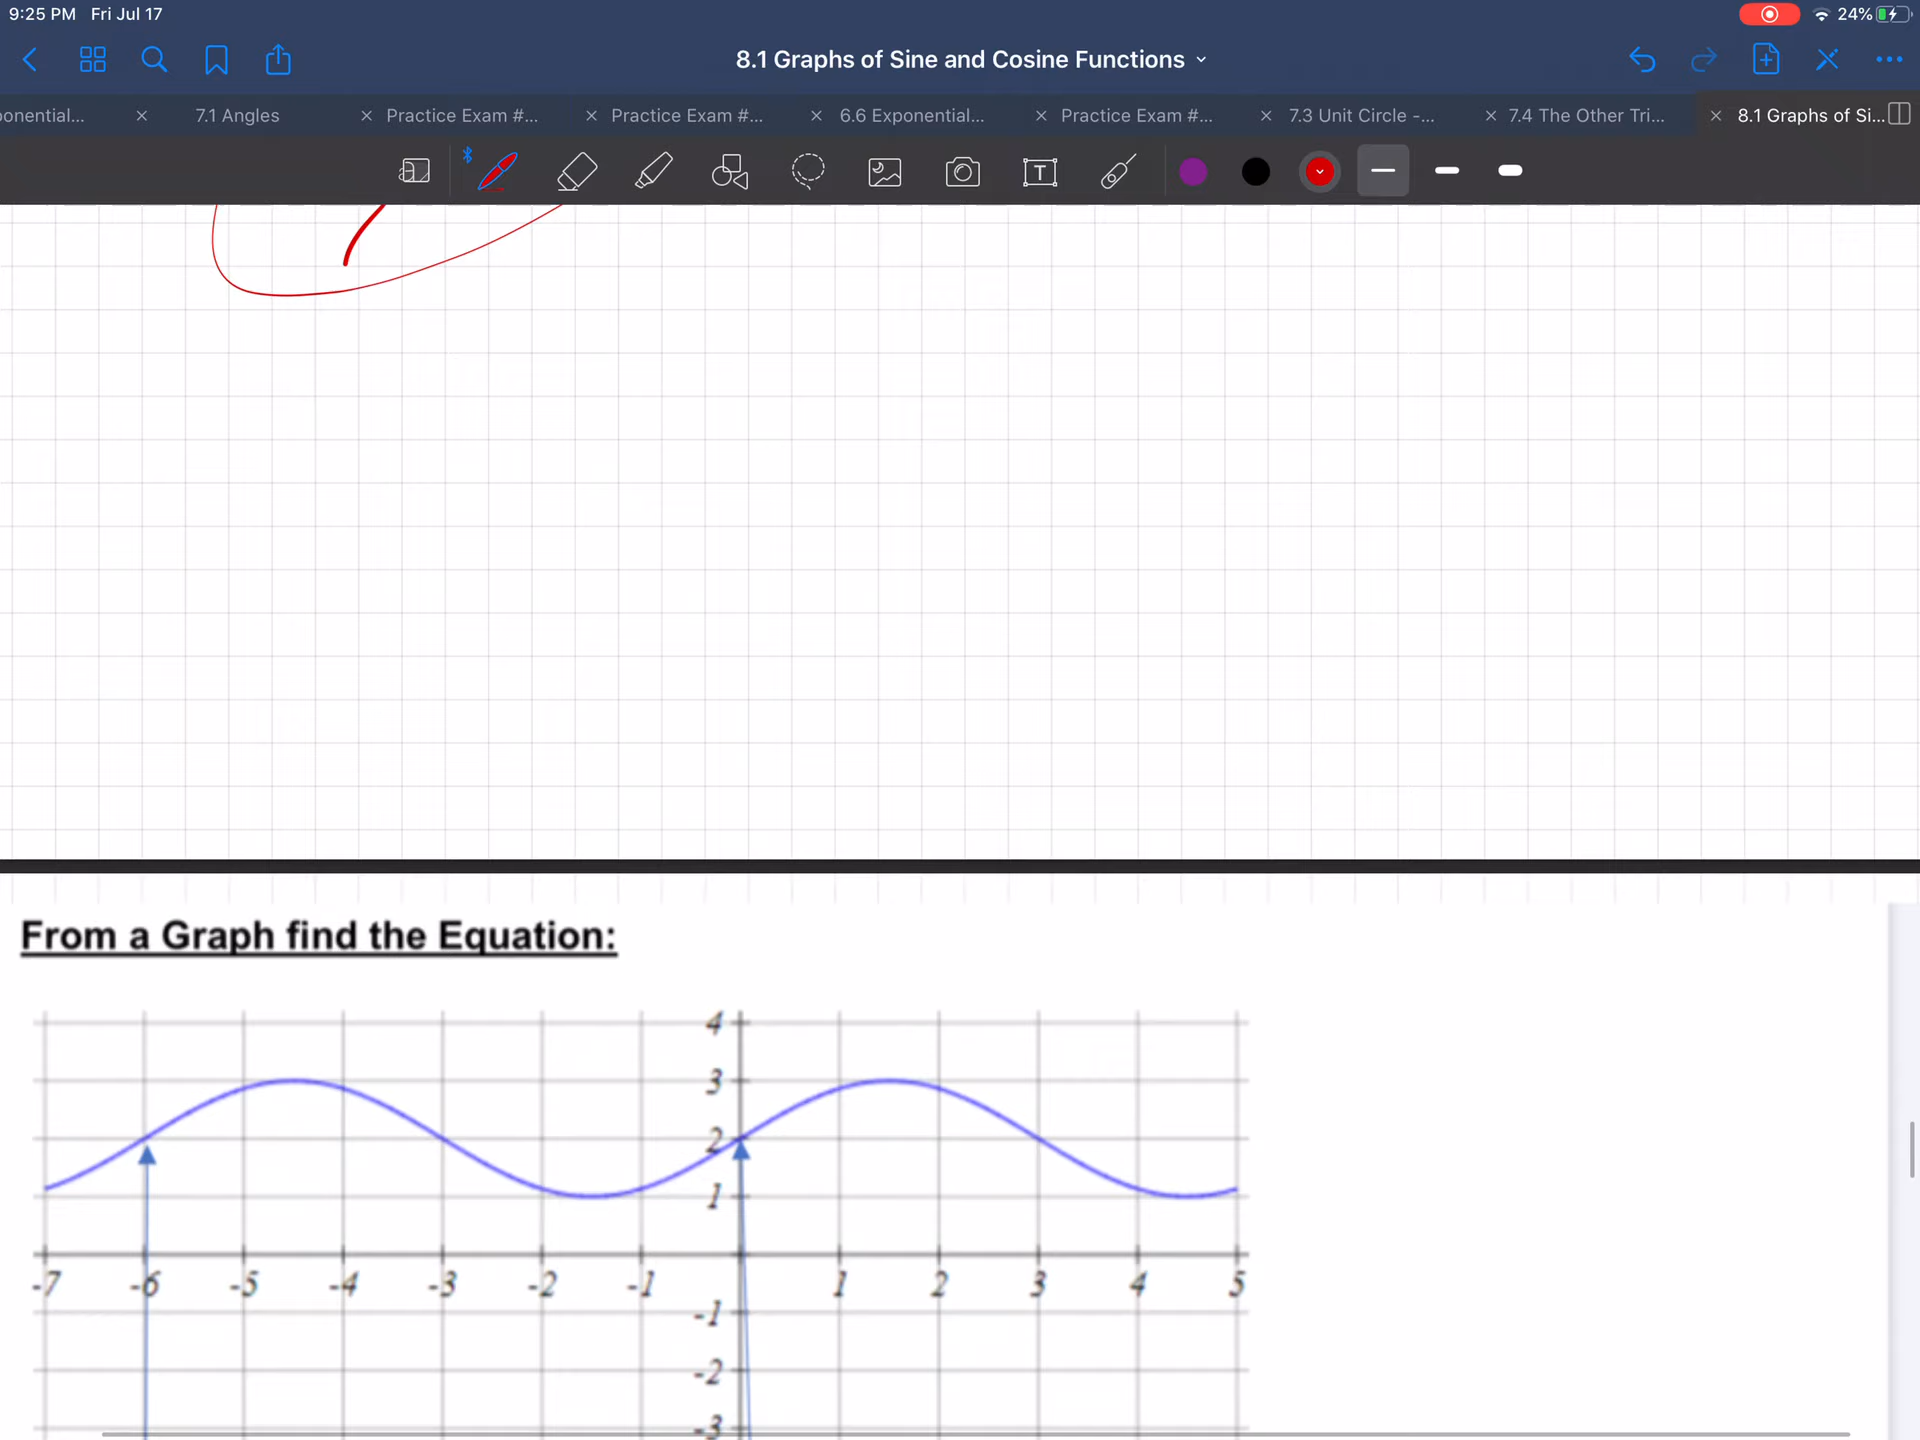 9:25 PM Fri Jul 17
24%
8.1 Graphs of Sine and Cosine Functions
onential...
7.1 Angles
Practice Exam #...
Practice Exam #...
6.6 Exponential...
Practice Exam #...
7.3 Unit Circle -...
7.4 The Other Tri...
8.1 Graphs of Si...
T
From a Graph find the Equation:
4
3
2
1
-7 -6 -5 -4 -3 -2 -1 1 2 3 4 5
-1
-2
-3